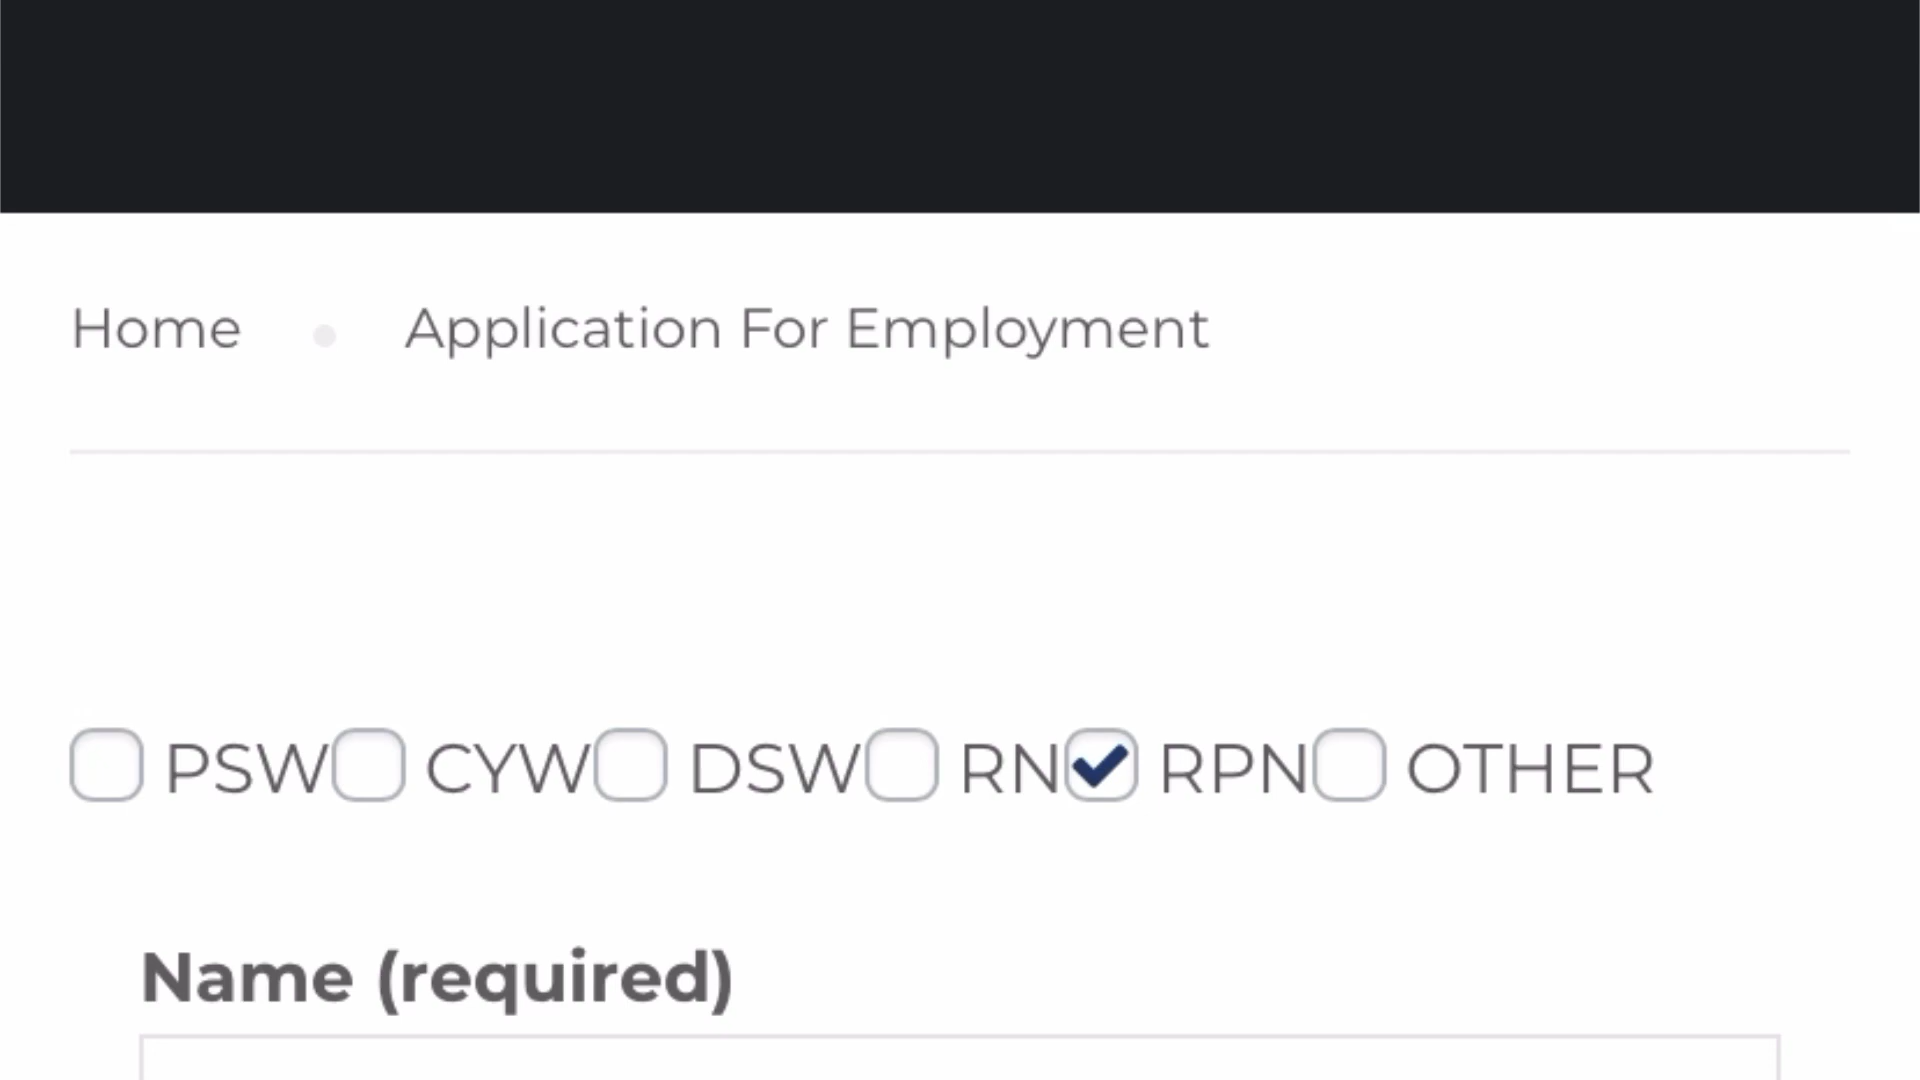 Home Application For Employment
PSW CYW DSW RN RPN OTHER
Name (required)